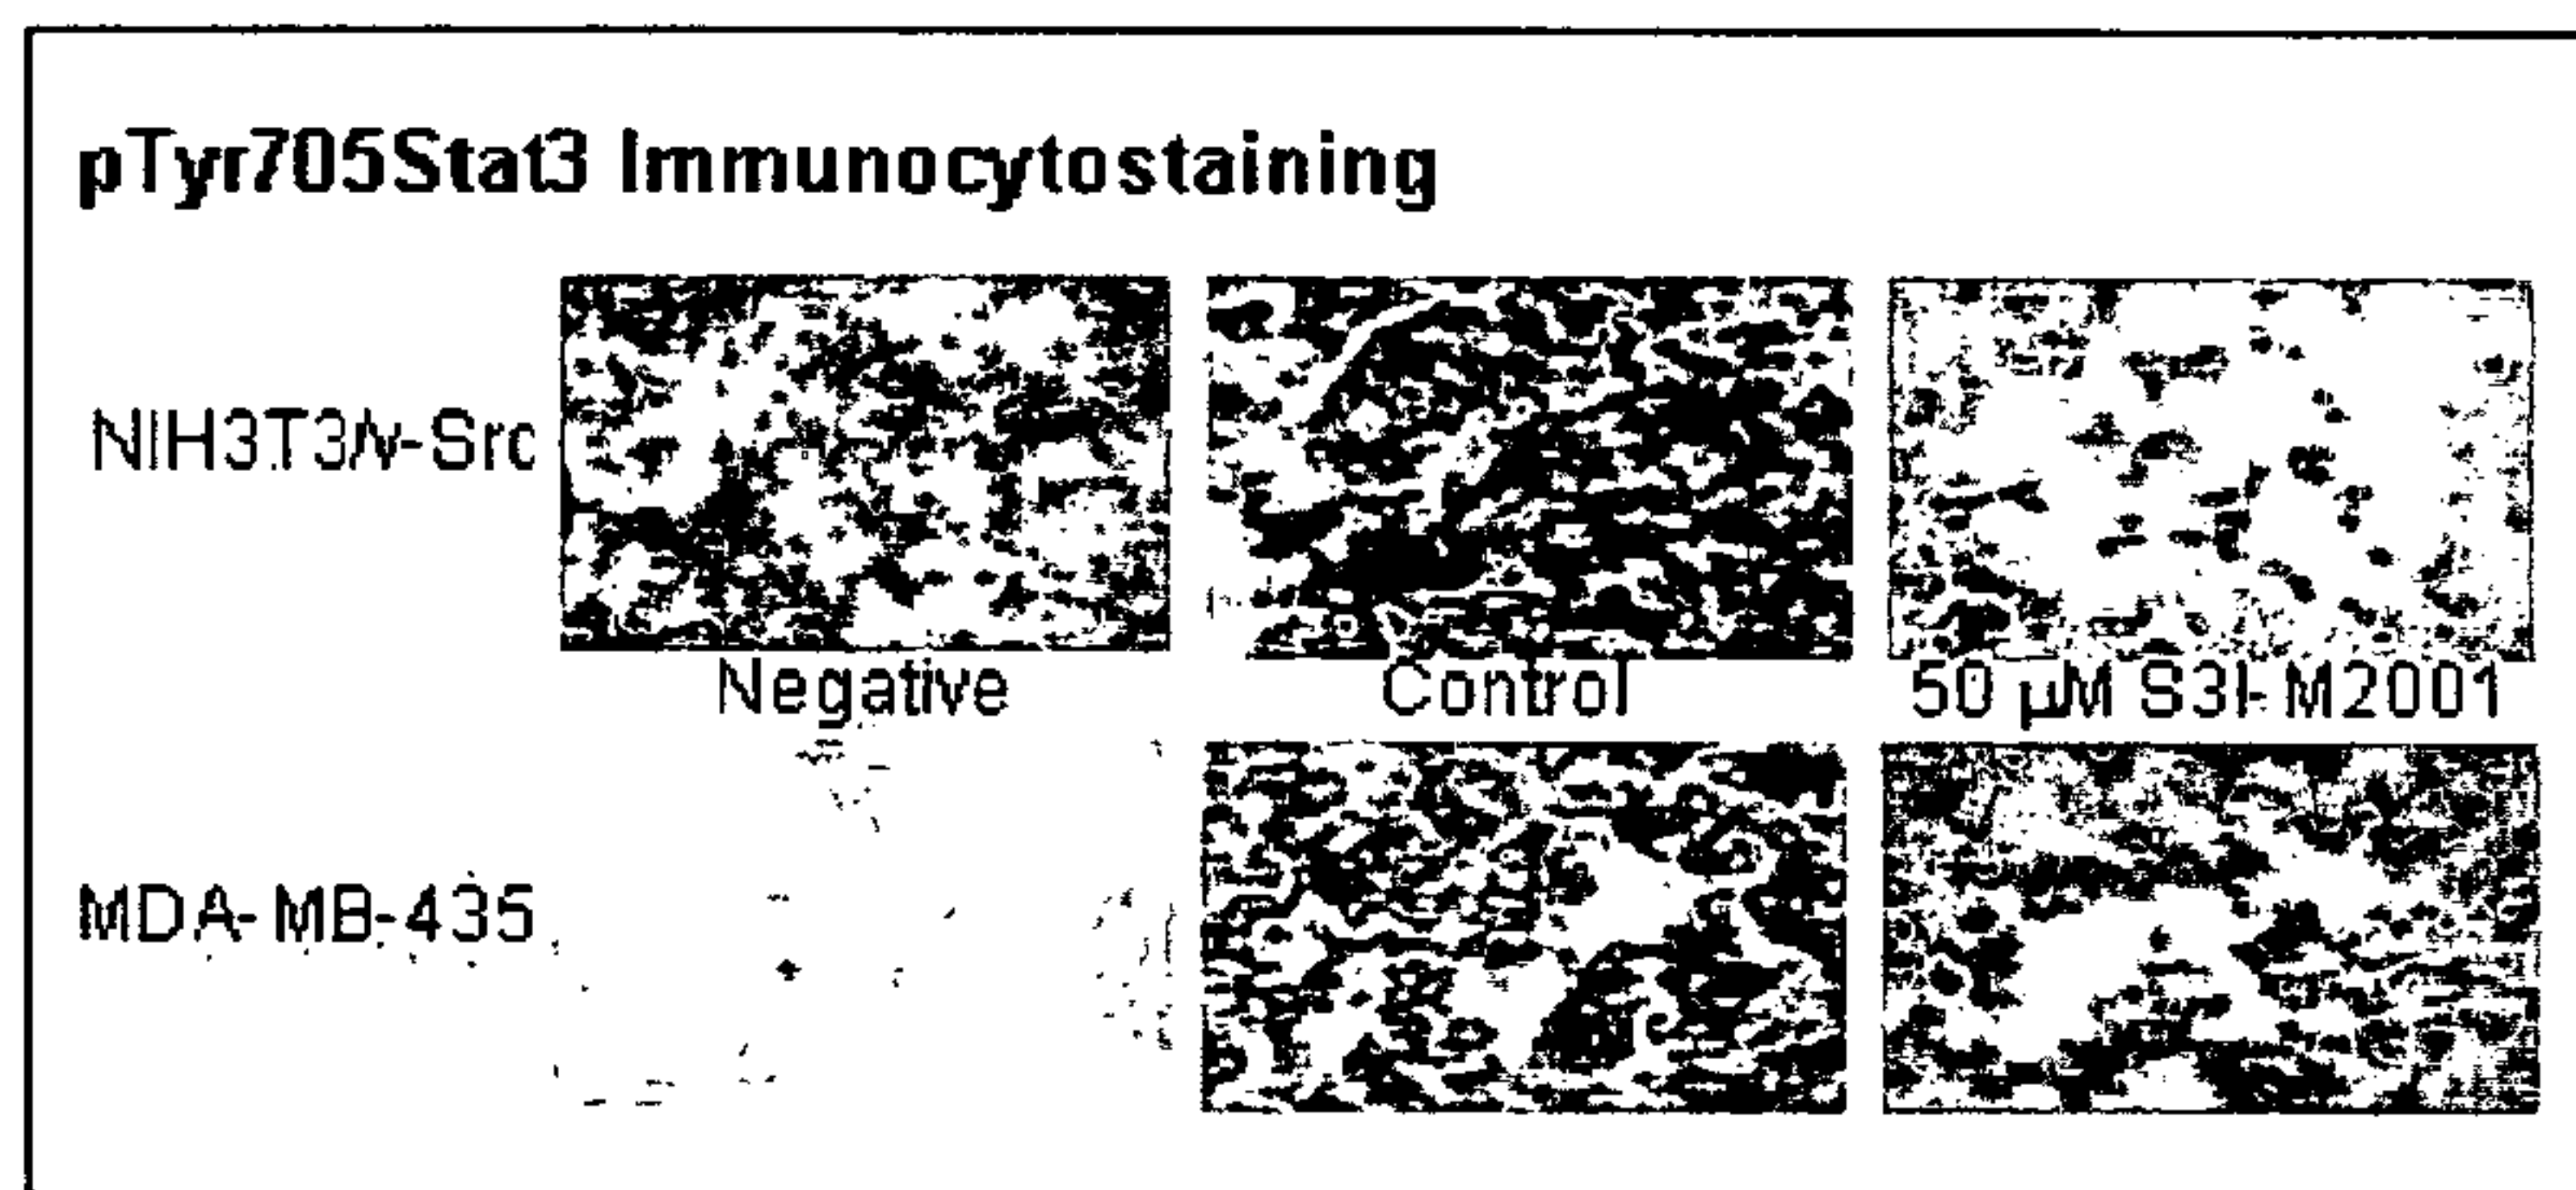 pTyr705Stat3 Immunocytostaining
NIH3T3/v-Src
Negative Control 50 µM S3I-M2001
MDA-MB-435